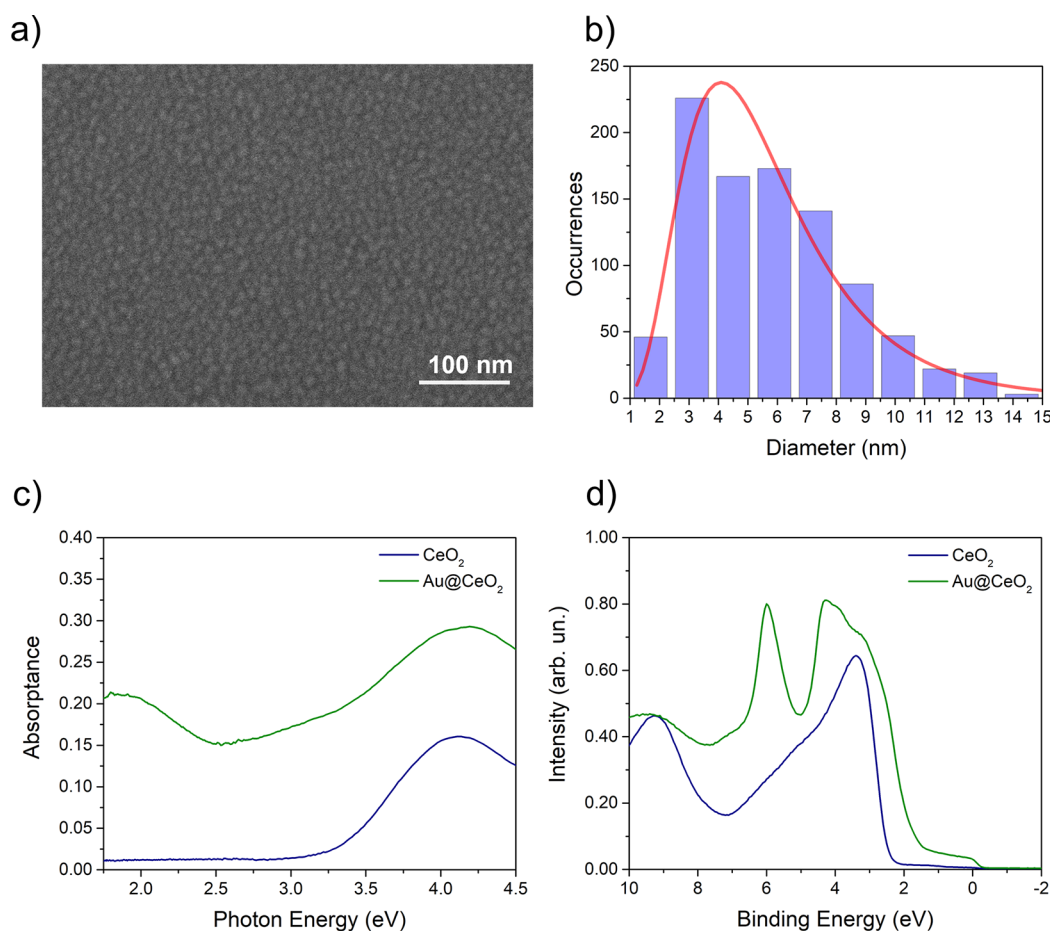 a)
100 nm
b)
250
200
150
100
50
0
1 2 3 4 5 6 7 8 9 10 11 12 13 14 15
Occurrences
Diameter (nm)
c)
0.40
0.35
0.30
0.25
0.20
0.15
0.10
0.05
0.00
2.0 2.5 3.0 3.5 4.0 4.5
Absorptance
Photon Energy (eV)
CeO₂
Au@CeO₂
d)
1.00
0.80
0.60
0.40
0.20
0.00
10 8 6 4 2 0 -2
Intensity (arb. un.)
Binding Energy (eV)
CeO₂
Au@CeO₂